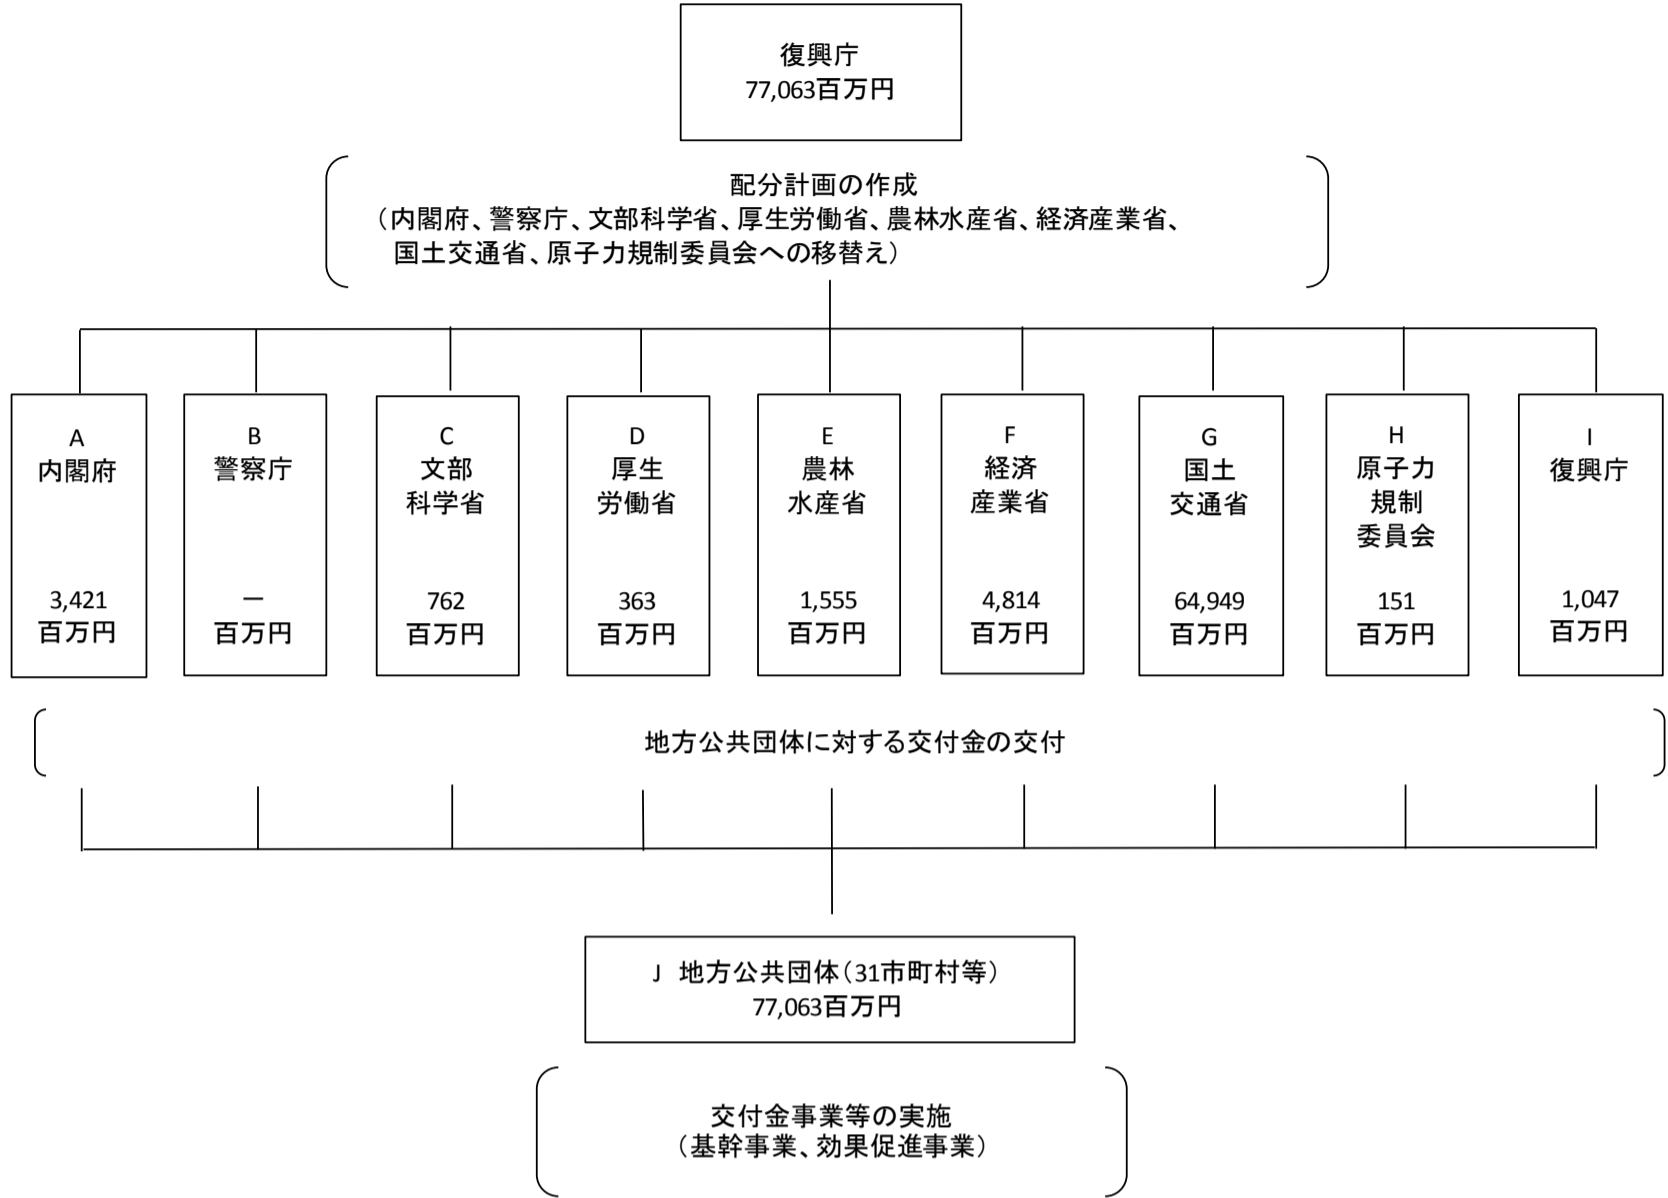 復興庁
77,063百万円
配分計画の作成
（内閣府、警察庁、文部科学省、厚生労働省、農林水産省、経済産業省、
国土交通省、原子力規制委員会への移替え）
A
内閣府
3,421
百万円
B
警察庁
―
百万円
C
文部
科学省
762
百万円
D
厚生
労働省
363
百万円
E
農林
水産省
1,555
百万円
F
経済
産業省
4,814
百万円
G
国土
交通省
64,949
百万円
H
原子力
規制
委員会
151
百万円
I
復興庁
1,047
百万円
地方公共団体に対する交付金の交付
J　地方公共団体（31市町村等）
77,063百万円
交付金事業等の実施
（基幹事業、効果促進事業）